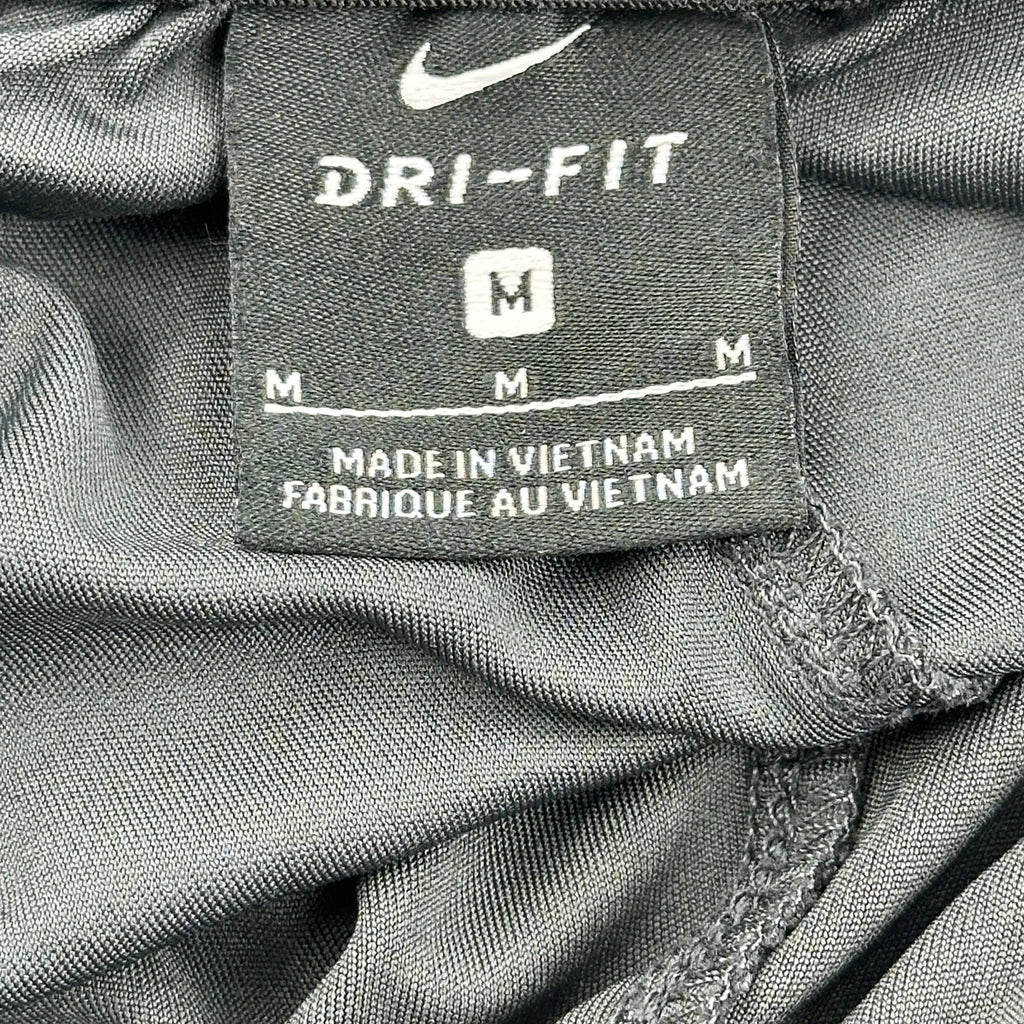 DRI-FIT
M
M M M
MADE IN VIETNAM
FABRIQUE AU VIETNAM